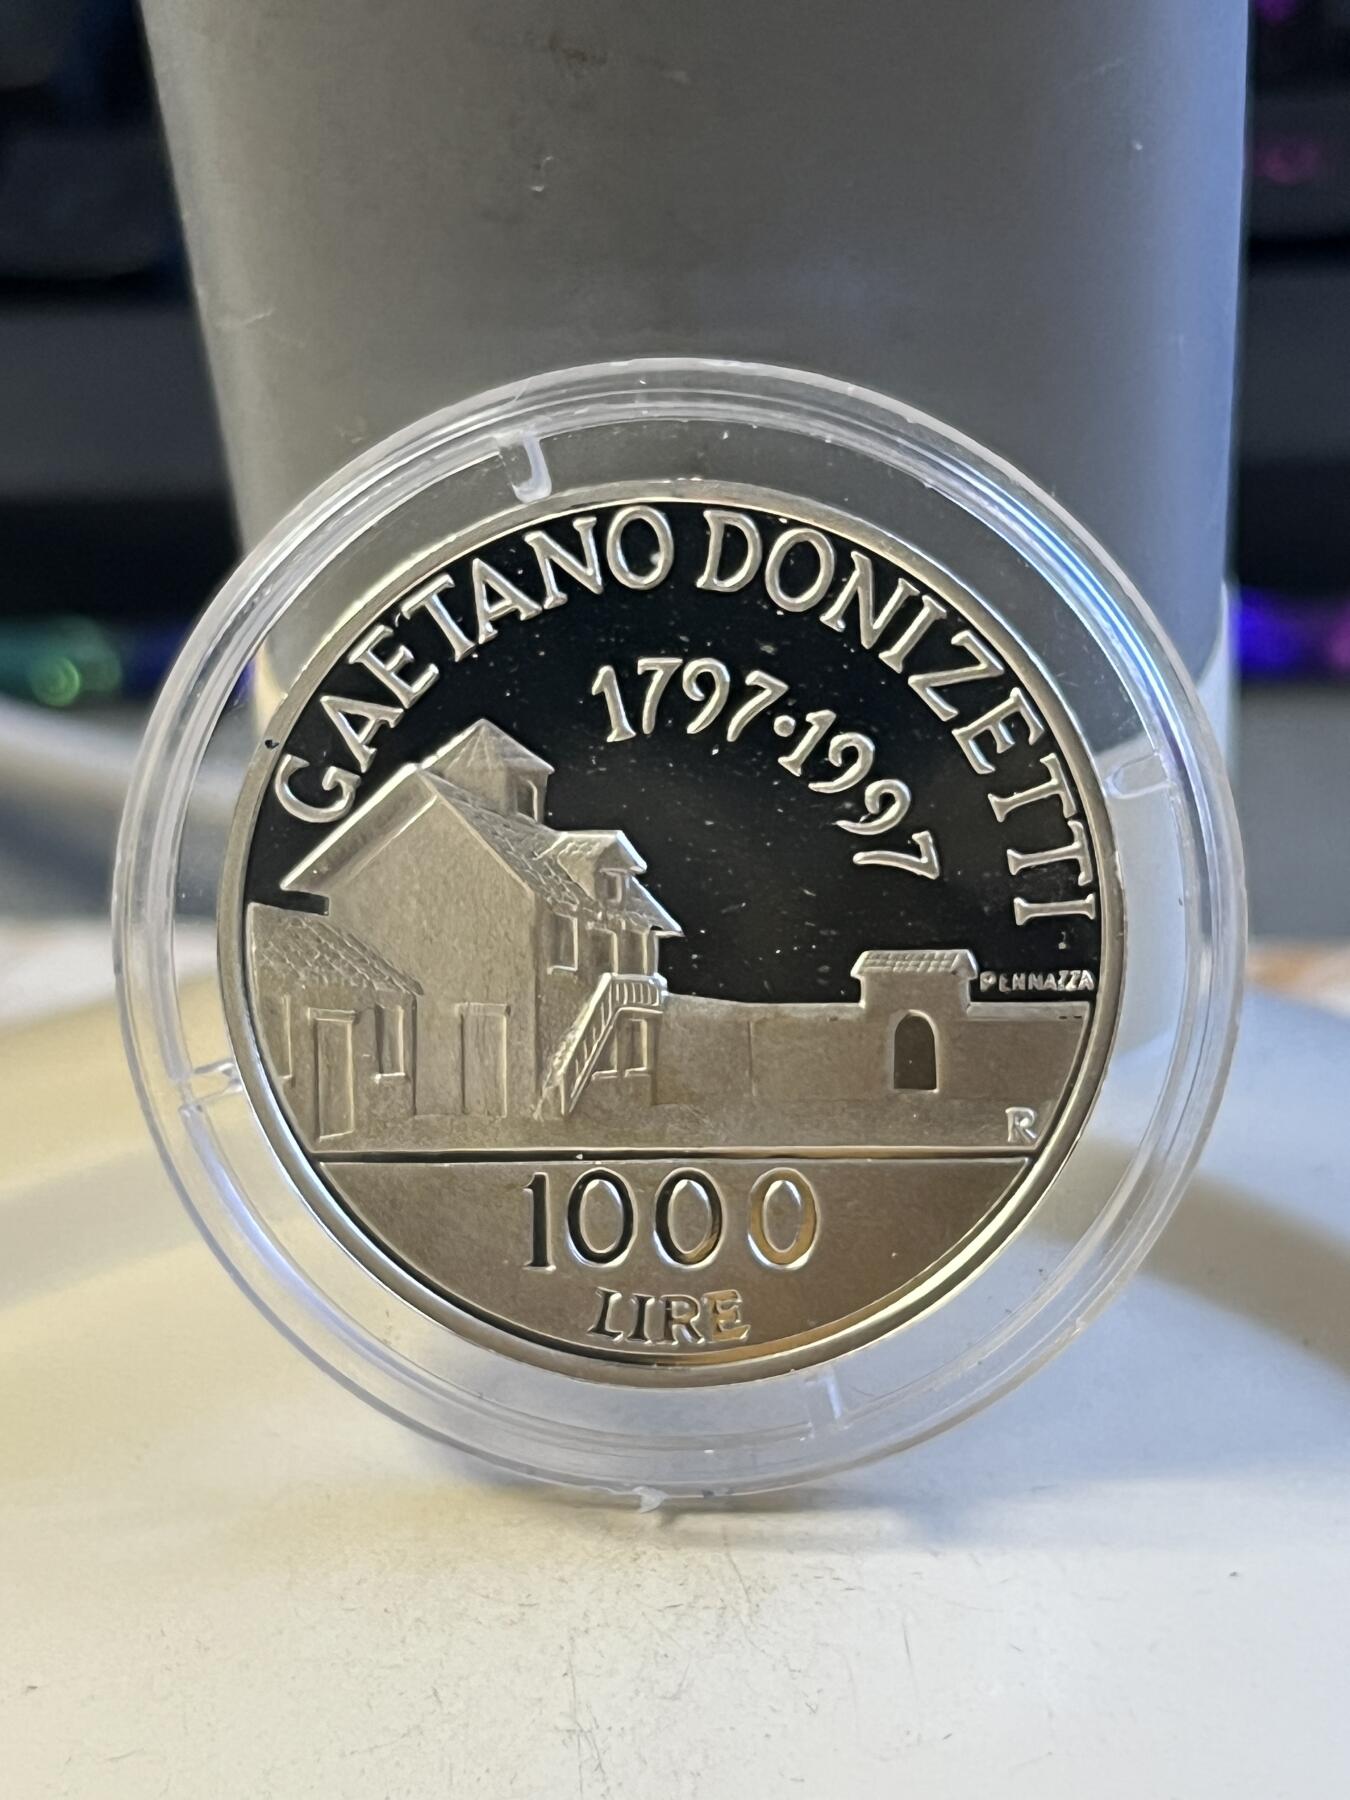 GAETANO DONIZETTI
1797·1997
PENNAZZA
R
1000
LIRE